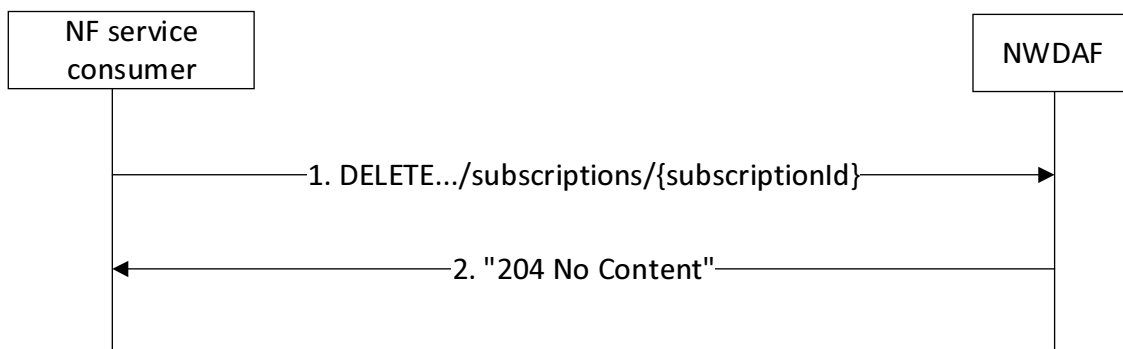 NF service
consumer
NWDAF
1. DELETE.../subscriptions/{subscriptionId}
2. "204 No Content"